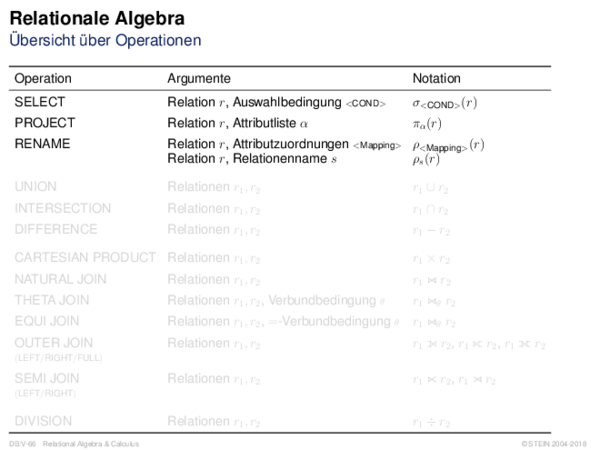 Relationale Algebra
Übersicht über Operationen
Operation Argumente Notation
SELECT Relation r, Auswahlbedingung <COND> σ<COND>(r)
PROJECT Relation r, Attributliste α πα(r)
RENAME Relation r, Attributzuordnungen <Mapping> ρ<Mapping>(r)
Relation r, Relationenname s ρs(r)
UNION Relationen r1, r2 r1 ∪ r2
INTERSECTION Relationen r1, r2 r1 ∩ r2
DIFFERENCE Relationen r1, r2 r1 − r2
CARTESIAN PRODUCT Relationen r1, r2 r1 × r2
NATURAL JOIN Relationen r1, r2 r1 ⋈ r2
THETA JOIN Relationen r1, r2, Verbundbedingung θ r1 ⋈θ r2
EQUI JOIN Relationen r1, r2, =-Verbundbedingung θ r1 ⋈θ r2
OUTER JOIN Relationen r1, r2 r1 ⟕ r2, r1 ⟖ r2, r1 ⟗ r2
(LEFT/RIGHT/FULL)
SEMI JOIN Relationen r1, r2 r1 ⋉ r2, r1 ⋊ r2
(LEFT/RIGHT)
DIVISION Relationen r1, r2 r1 ÷ r2
DB:V-66 Relational Algebra & Calculus ©STEIN 2004-2018